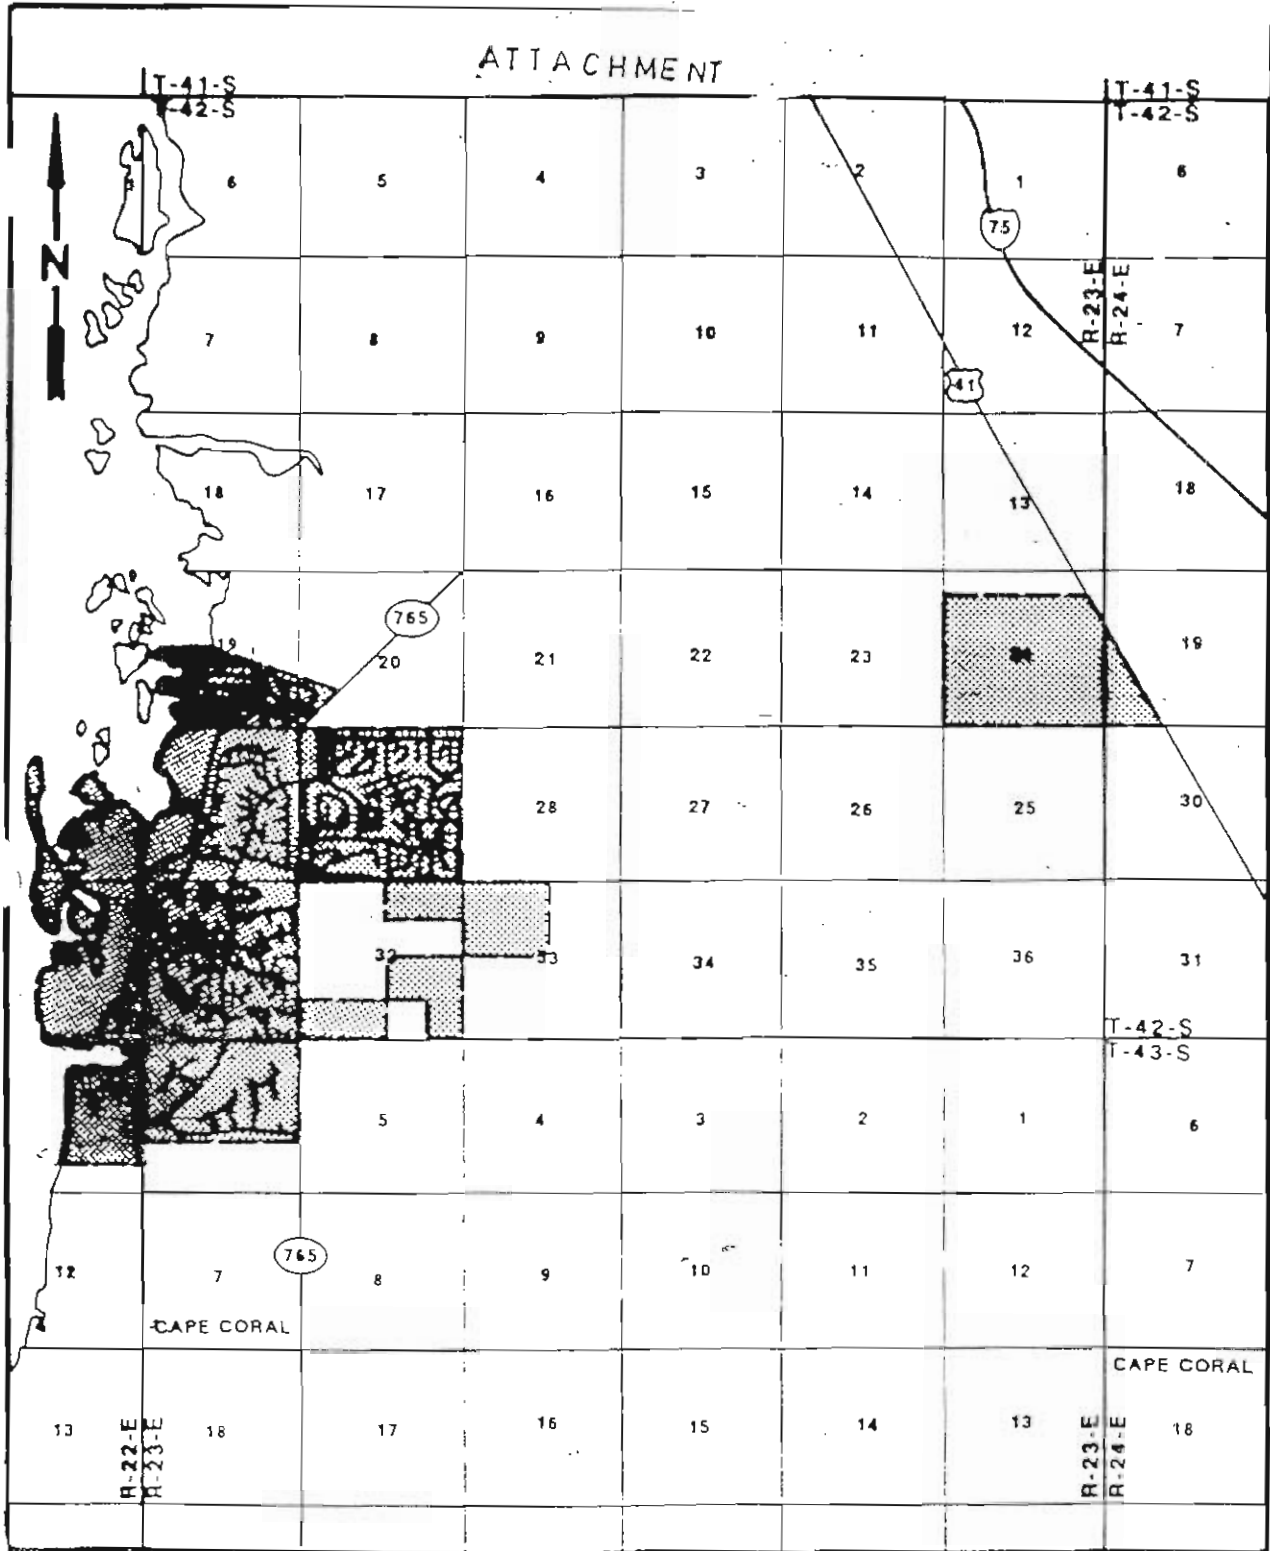 ATTACHMENT
T-41-S T-41-S
T-42-S T-42-S
6 5 4 3 2 1 6
75
N
R-23-E
R-24-E
7 8 9 10 11 12 7
41
18 17 16 15 14 13 18
765
19 20 21 22 23 19
28 27 26 25 30
32 33 34 35 36 31
T-42-S
T-43-S
5 4 3 2 1 6
765
12 7 8 9 10 11 12 7
CAPE CORAL
CAPE CORAL
13 18 17 16 15 14 13 18
R-22-E
R-23-E
R-23-E
R-24-E